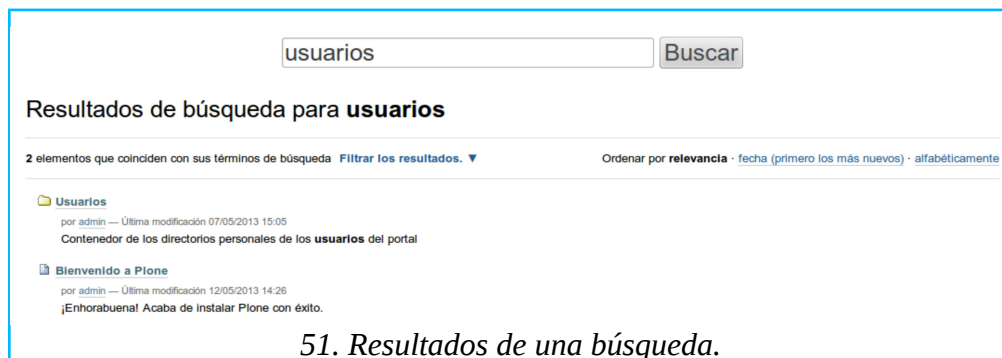 usuarios Buscar
Resultados de búsqueda para usuarios
2 elementos que coinciden con sus términos de búsqueda Filtrar los resultados. ▼ Ordenar por relevancia · fecha (primero los más nuevos) · alfabéticamente
Usuarios
por admin — Última modificación 07/05/2013 15:05
Contenedor de los directorios personales de los usuarios del portal
Bienvenido a Plone
por admin — Última modificación 12/05/2013 14:26
¡Enhorabuena! Acaba de instalar Plone con éxito.
51. Resultados de una búsqueda.